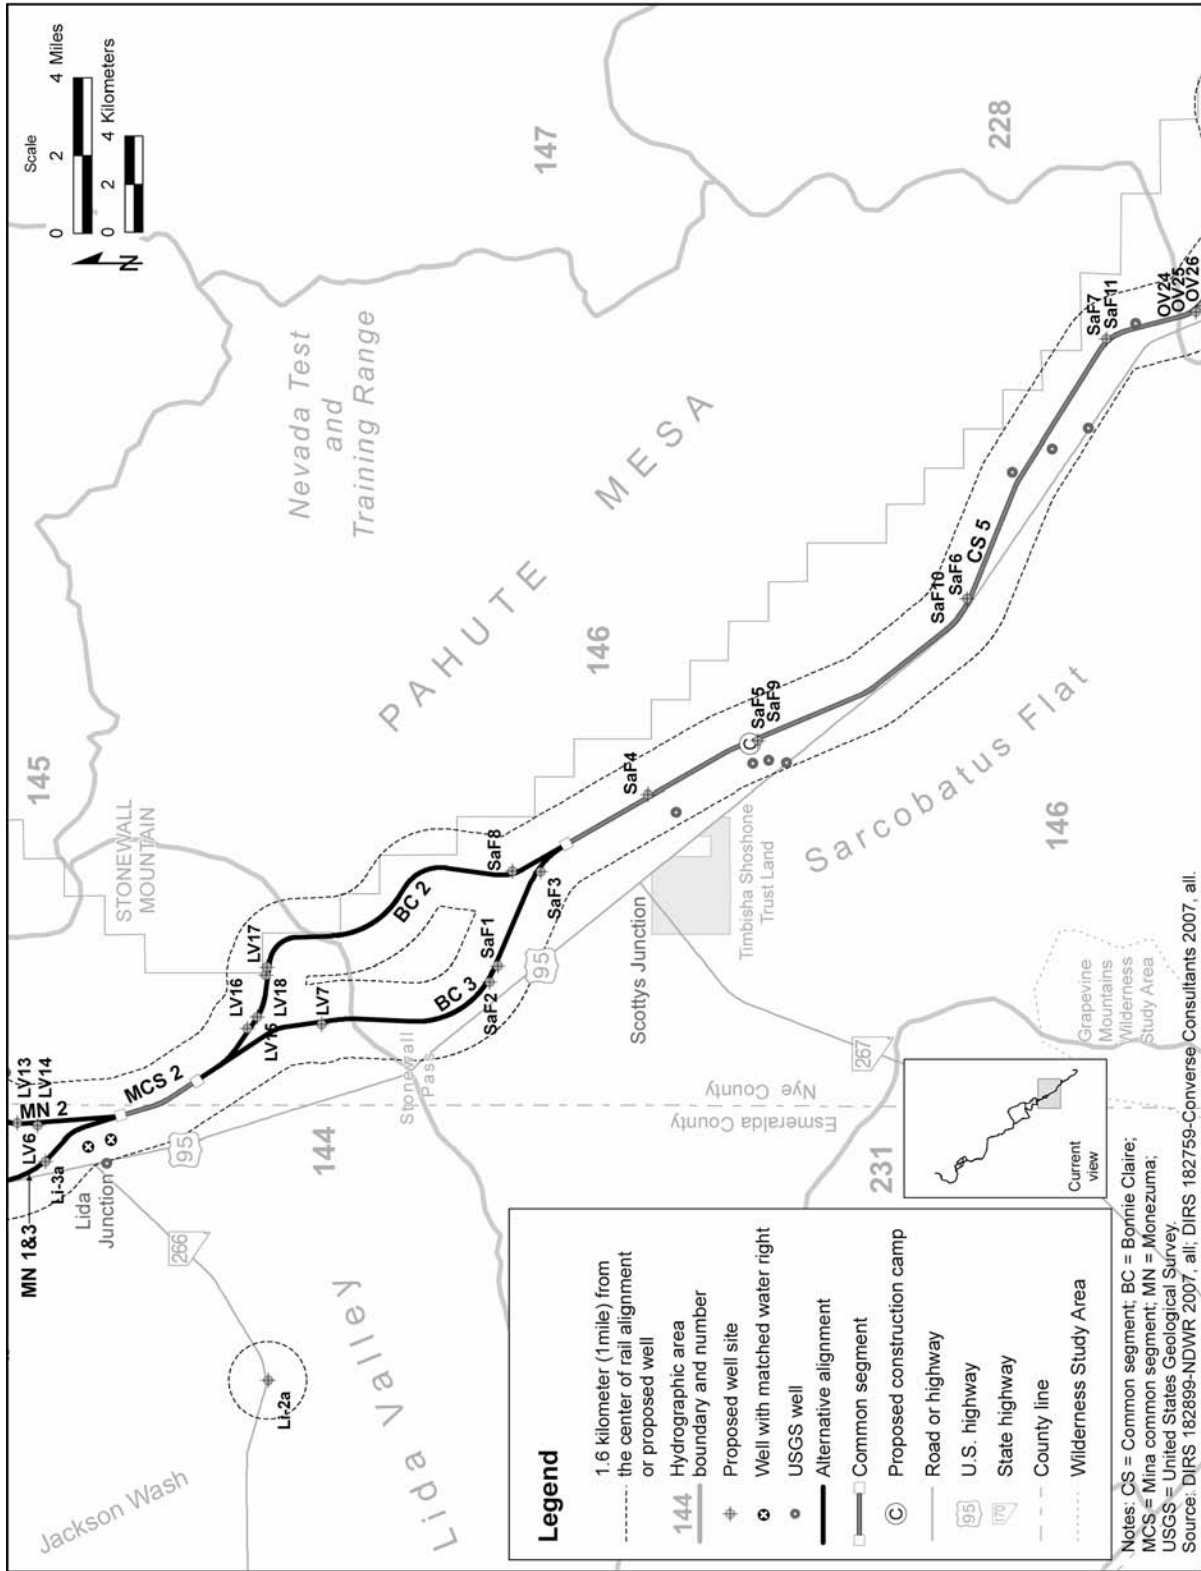 Scale
0 2 4 Miles
0 2 4 Kilometers
N
MN 1&3
MN 2
LV13
LV14
LV6
Li-3a
Lida
Junction
MCS 2
95
266
Li-2a
Jackson Wash
Lida Valley
144
145
STONEWALL
MOUNTAIN
LV16
LV17
LV15
LV18
LV7
BC 2
BC 3
Stonewall
Pass
SaF2
SaF1
SaF8
SaF3
95
Nevada Test
and
Training Range
PAHUTE MESA
147
146
228
Esmeralda County
Nye County
Scottys Junction
267
Timbisha Shoshone
Trust Land
SaF4
SaF5
SaF9
C
Sarcobatus Flat
146
SaF10
SaF6
CS 5
SaF7
SaF11
OV24
OV25
OV26
231
Grapevine
Mountains
Wilderness
Study Area
Current
view
Legend
1.6 kilometer (1mile) from
the center of rail alignment
or proposed well
144 Hydrographic area
boundary and number
Proposed well site
Well with matched water right
USGS well
Alternative alignment
Common segment
C Proposed construction camp
Road or highway
95 U.S. highway
170 State highway
County line
Wilderness Study Area
Notes: CS = Common segment; BC = Bonnie Claire;
MCS = Mina common segment; MN = Monezuma;
USGS = United States Geological Survey.
Source: DIRS 182899-NDWR 2007, all; DIRS 182759-Converse Consultants 2007, all.